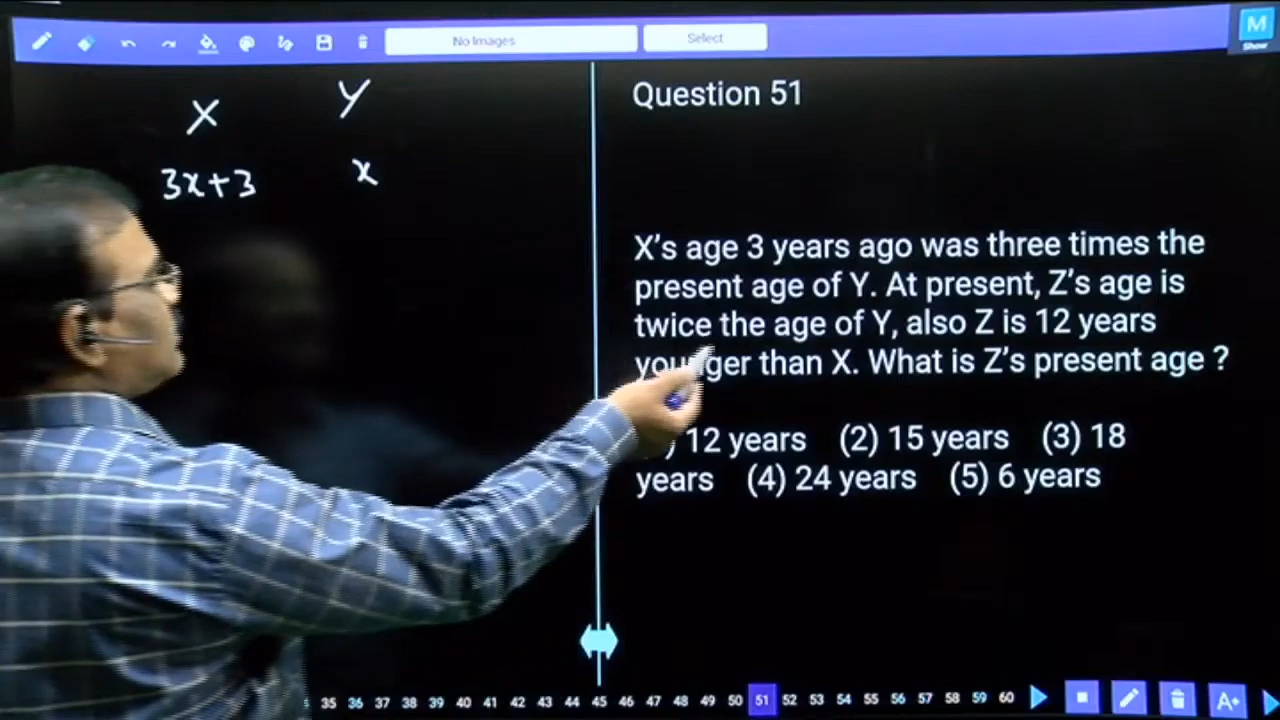 No Images
Select
M
Show
X Y
3x+3 x
Question 51
X's age 3 years ago was three times the
present age of Y. At present, Z's age is
twice the age of Y, also Z is 12 years
younger than X. What is Z's present age ?
) 12 years (2) 15 years (3) 18
years (4) 24 years (5) 6 years
35 36 37 38 39 40 41 42 43 44 45 46 47 48 49 50 51 52 53 54 55 56 57 58 59 60
A+